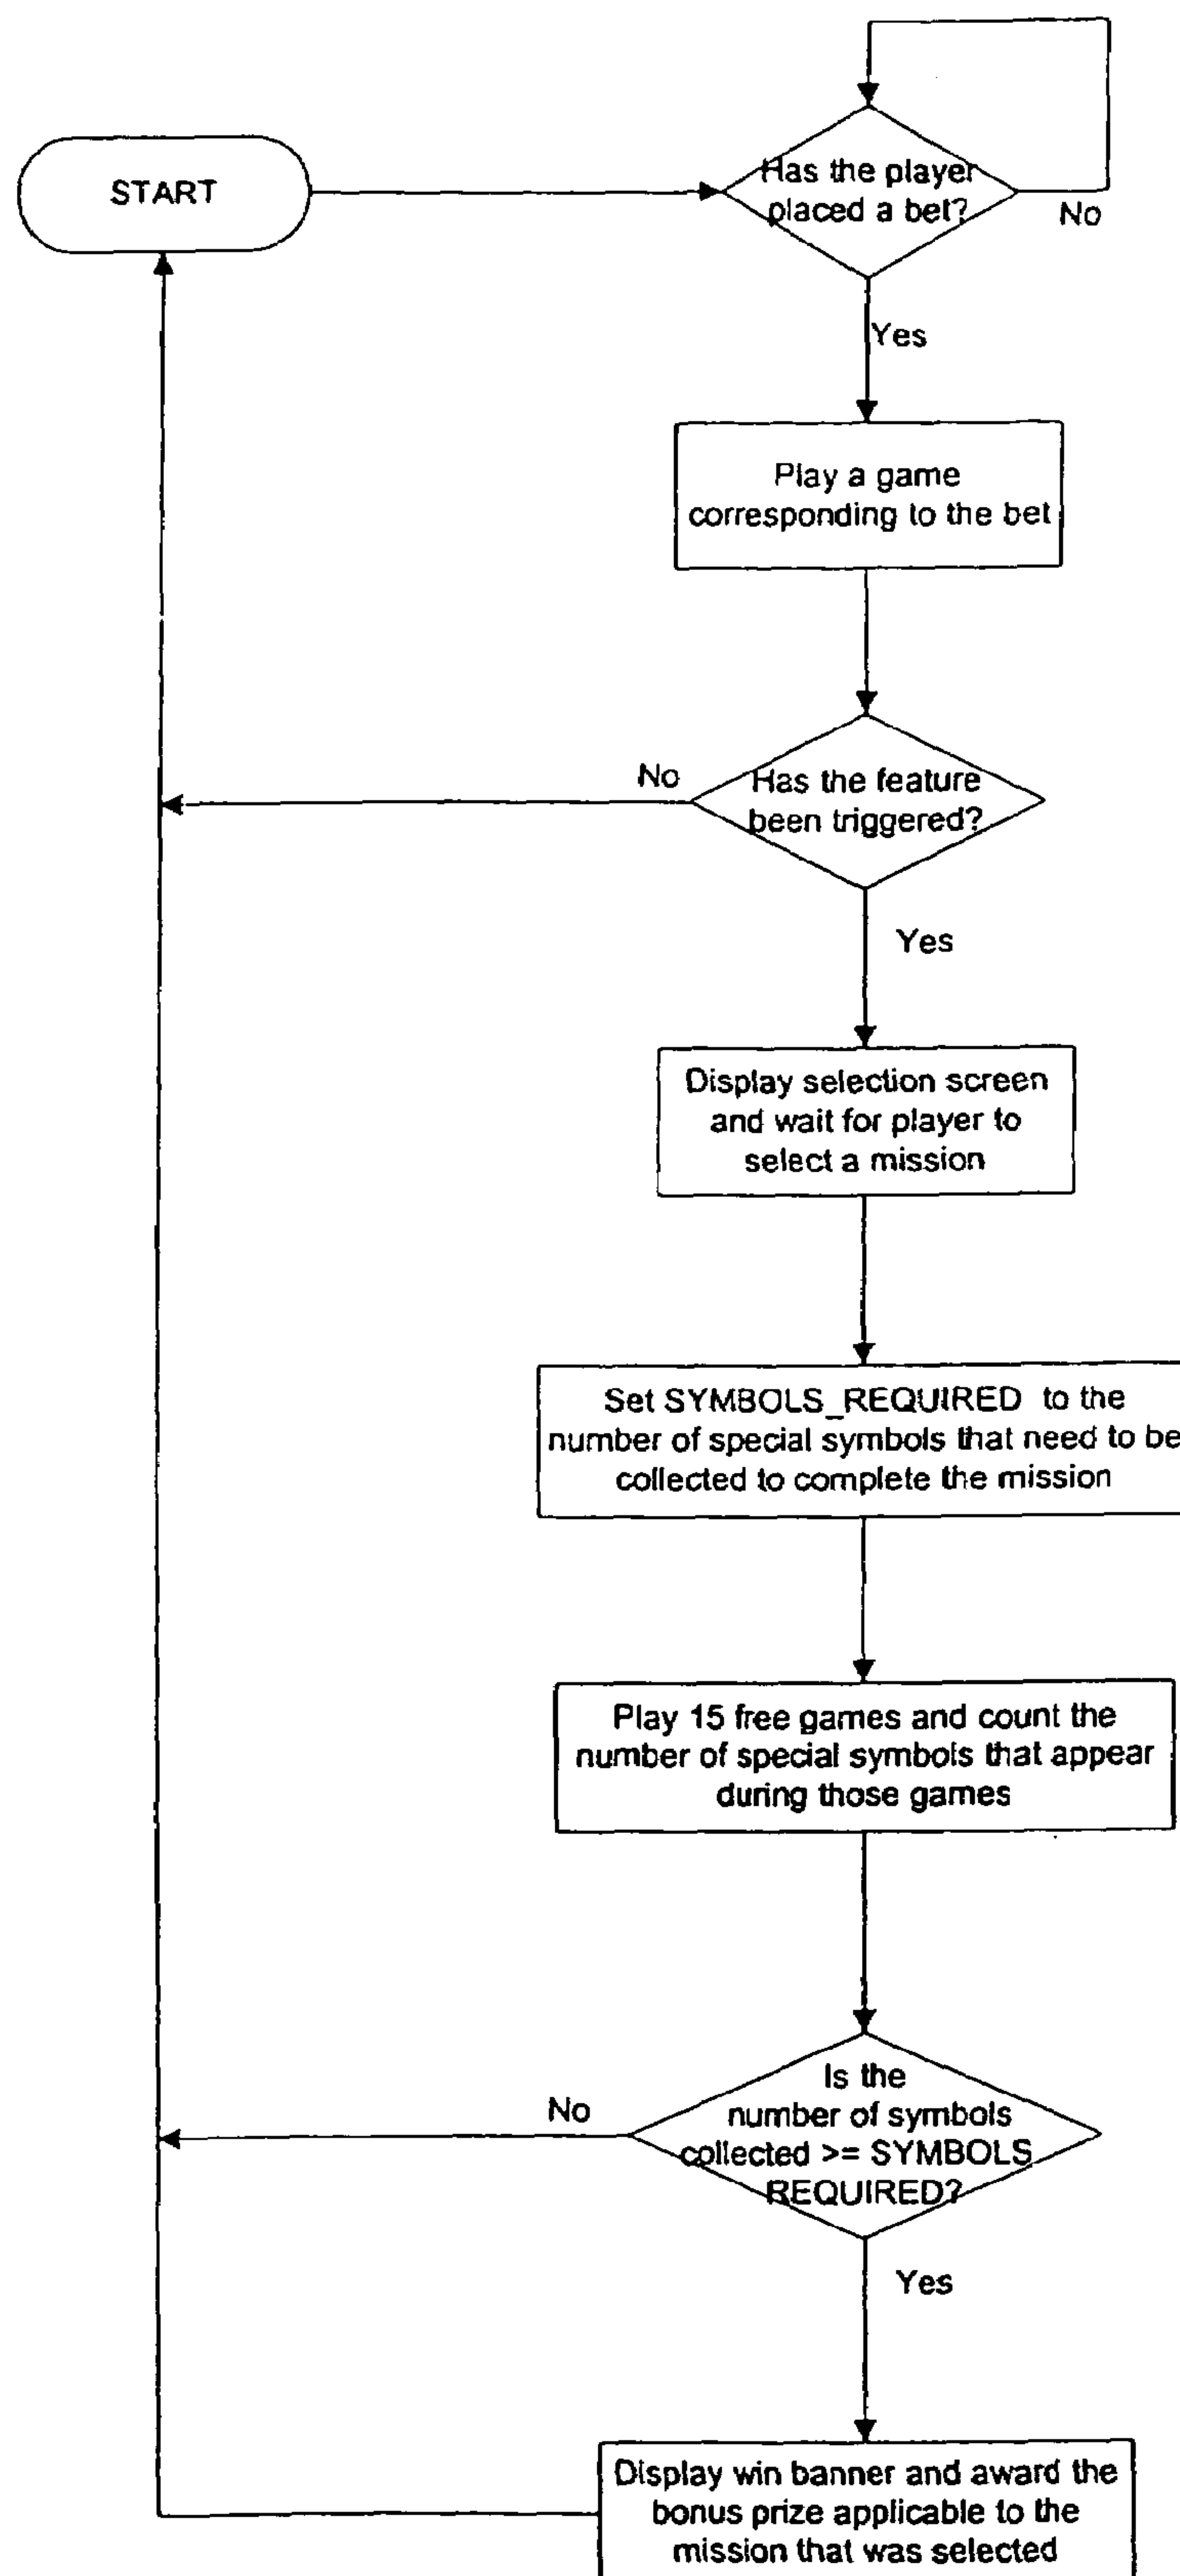 START
Has the player
placed a bet?
No
Yes
Play a game
corresponding to the bet
No
Has the feature
been triggered?
Yes
Display selection screen
and wait for player to
select a mission
Set SYMBOLS_REQUIRED to the
number of special symbols that need to be
collected to complete the mission
Play 15 free games and count the
number of special symbols that appear
during those games
No
Is the
number of symbols
collected >= SYMBOLS
REQUIRED?
Yes
Display win banner and award the
bonus prize applicable to the
mission that was selected